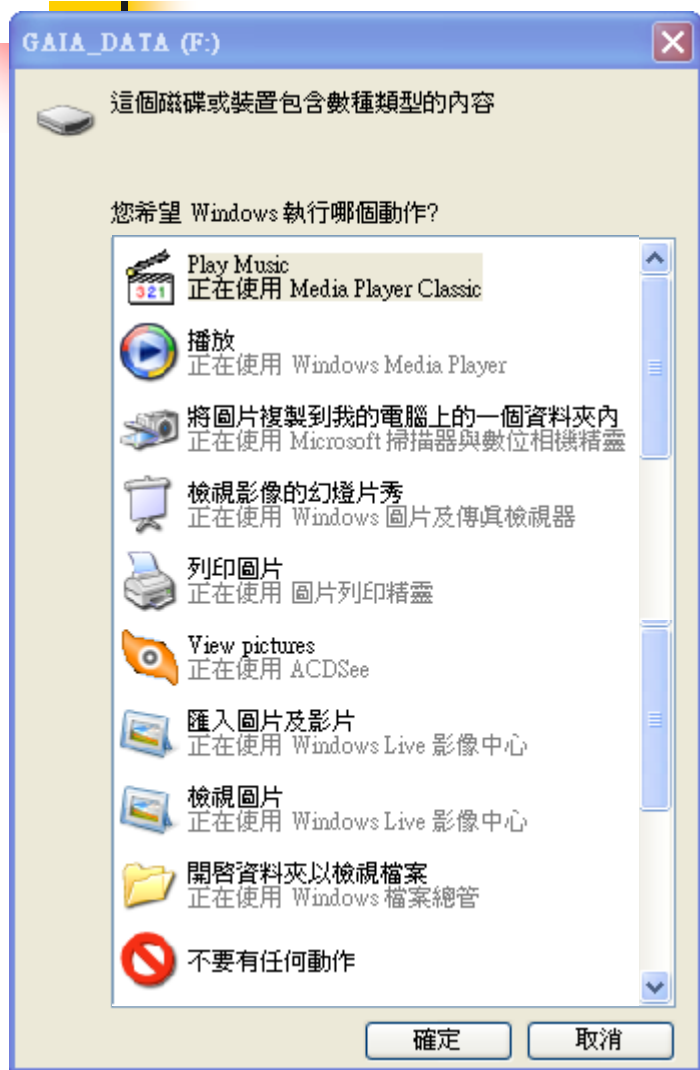 GAIA_DATA (F:)
這個磁碟或裝置包含數種類型的內容
您希望 Windows 執行哪個動作?
321
Play Music
正在使用 Media Player Classic
播放
正在使用 Windows Media Player
將圖片複製到我的電腦上的一個資料夾內
正在使用 Microsoft 掃描器與數位相機精靈
檢視影像的幻燈片秀
正在使用 Windows 圖片及傳真檢視器
列印圖片
正在使用 圖片列印精靈
View pictures
正在使用 ACDSee
匯入圖片及影片
正在使用 Windows Live 影像中心
檢視圖片
正在使用 Windows Live 影像中心
開啟資料夾以檢視檔案
正在使用 Windows 檔案總管
不要有任何動作
確定
取消